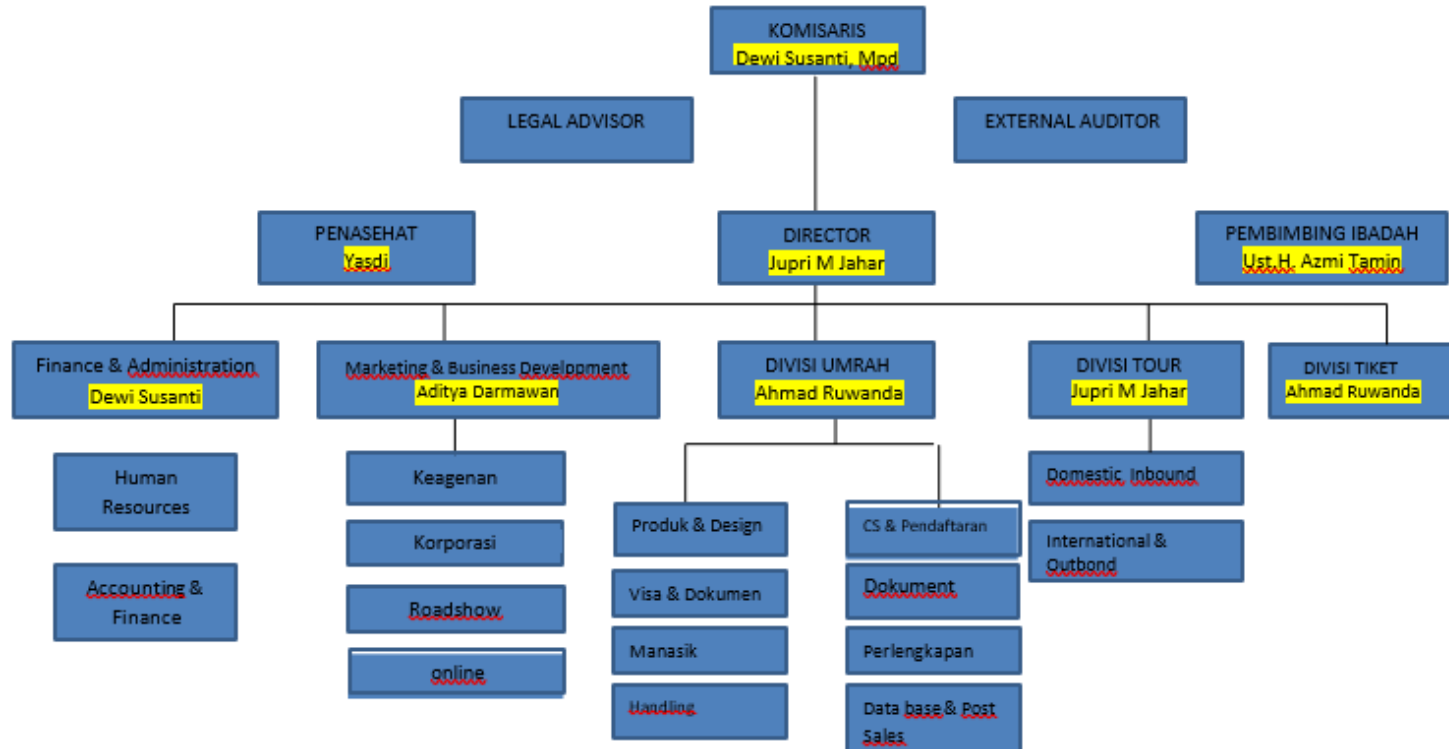 KOMISARIS
Dewi Susanti, Mpd
LEGAL ADVISOR
EXTERNAL AUDITOR
PENASEHAT
Yasdi
DIRECTOR
Jupri M Jahar
PEMBIMBING IBADAH
Ust.H. Azmi Tamin
Finance & Administration
Dewi Susanti
Marketing & Business Development
Aditya Darmawan
DIVISI UMRAH
Ahmad Ruwanda
DIVISI TOUR
Jupri M Jahar
DIVISI TIKET
Ahmad Ruwanda
Human
Resources
Accounting &
Finance
Keagenan
Korporasi
Roadshow
online
Produk & Design
Visa & Dokumen
Manasik
Handling
CS & Pendaftaran
Dokument
Perlengkapan
Data base & Post
Sales
Domestic Inbound
International &
Outbond